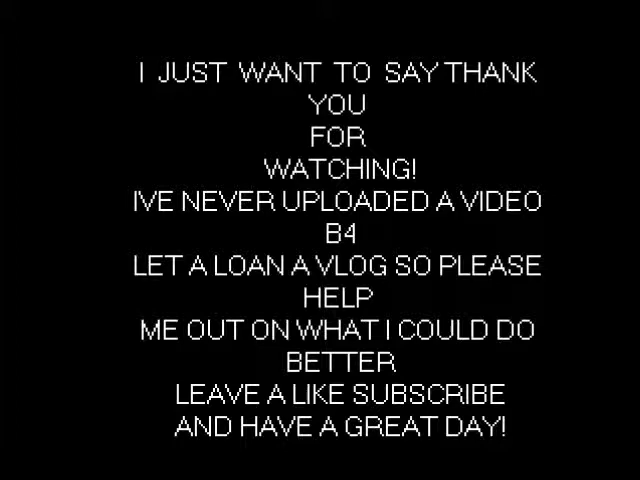 I JUST WANT TO SAY THANK
YOU
FOR
WATCHING!
IVE NEVER UPLOADED A VIDEO
B4
LET A LOAN A VLOG SO PLEASE
HELP
ME OUT ON WHAT I COULD DO
BETTER
LEAVE A LIKE SUBSCRIBE
AND HAVE A GREAT DAY!